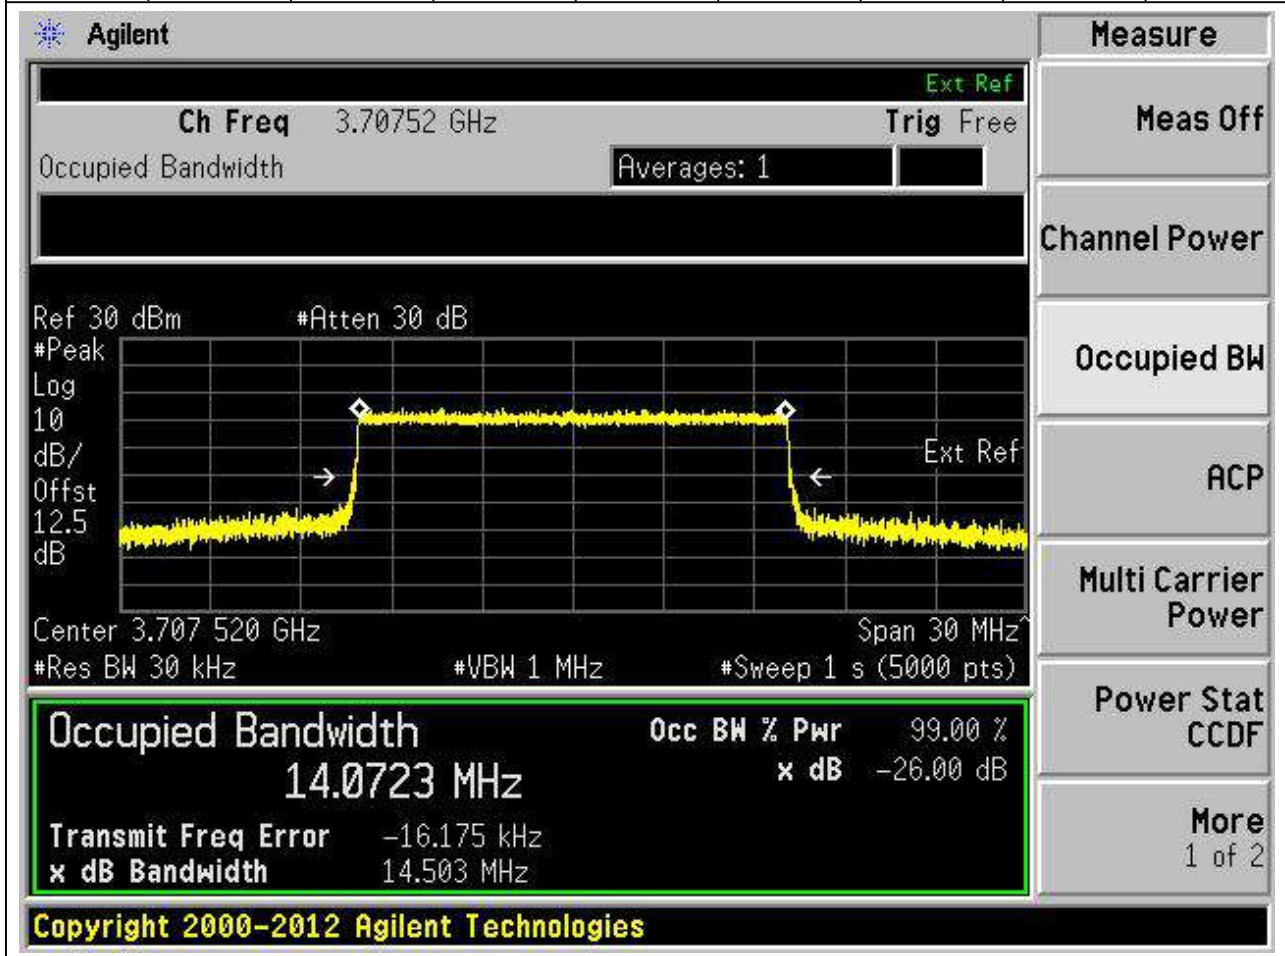 Agilent
Measure
Ext Ref
Ch Freq 3.70752 GHz Trig Free
Meas Off
Occupied Bandwidth Averages: 1
Channel Power
Ref 30 dBm #Atten 30 dB
#Peak
Log
10
dB/
Offst
12.5
dB
Ext Ref
Occupied BW
ACP
Center 3.707 520 GHz Span 30 MHz^
#Res BW 30 kHz #VBW 1 MHz #Sweep 1 s (5000 pts)
Multi Carrier
Power
Occupied Bandwidth Occ BW % Pwr 99.00 %
14.0723 MHz x dB -26.00 dB
Power Stat
CCDF
Transmit Freq Error -16.175 kHz
x dB Bandwidth 14.503 MHz
More
1 of 2
Copyright 2000-2012 Agilent Technologies